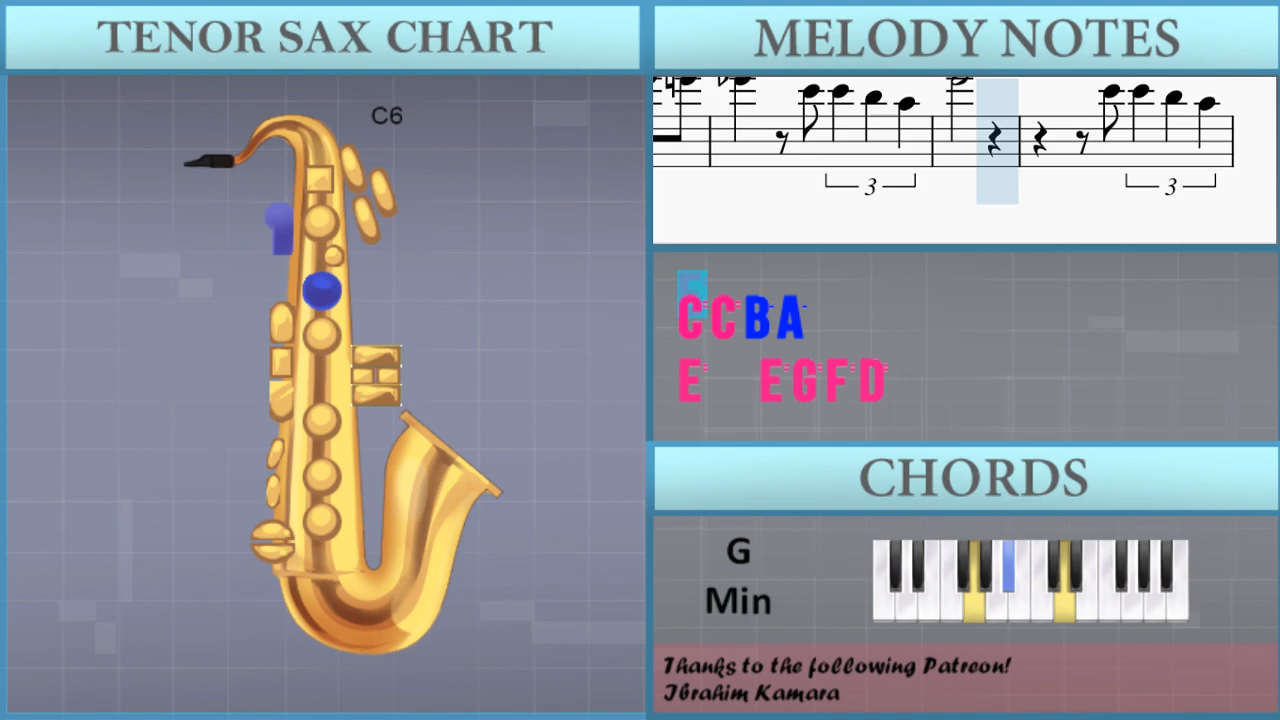 TENOR SAX CHART
C6
MELODY NOTES
3
3
CCBA
E EGFD
CHORDS
G
Min
Thanks to the following Patreon!
Ibrahim Kamara